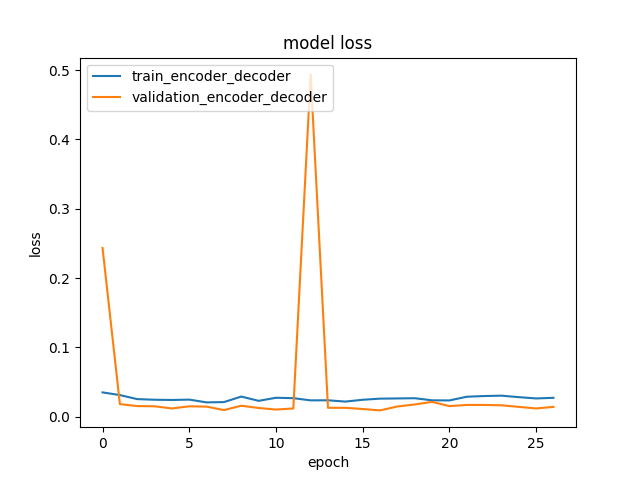 model loss
train_encoder_decoder
validation_encoder_decoder
loss
0.5
0.4
0.3
0.2
0.1
0.0
0 5 10 15 20 25
epoch